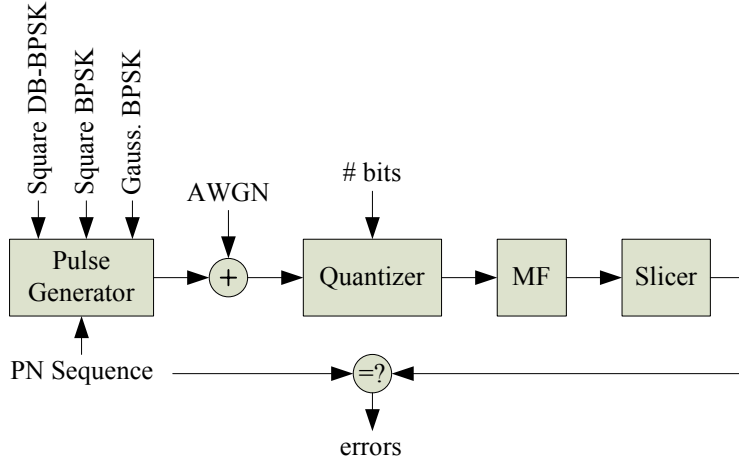 Square DB-BPSK
Square BPSK
Gauss. BPSK
AWGN
# bits
Pulse
Generator
+
Quantizer
MF
Slicer
PN Sequence
=?
errors